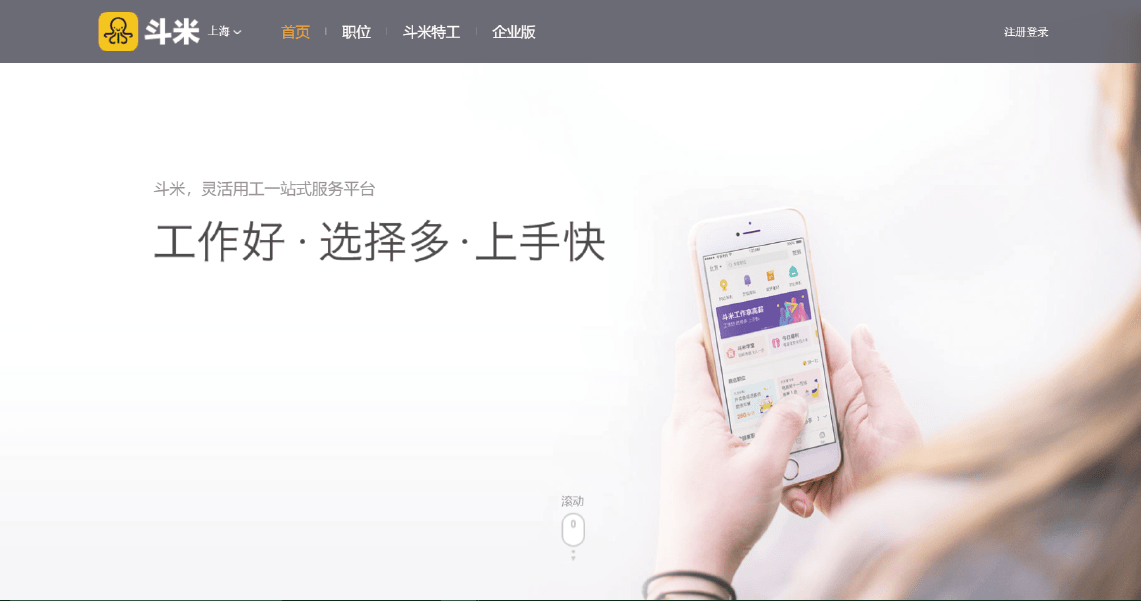 斗米 上海 首页 职位 斗米特工 企业版 注册登录
斗米，灵活用工一站式服务平台
工作好·选择多·上手快
斗米工作享高薪
滚动